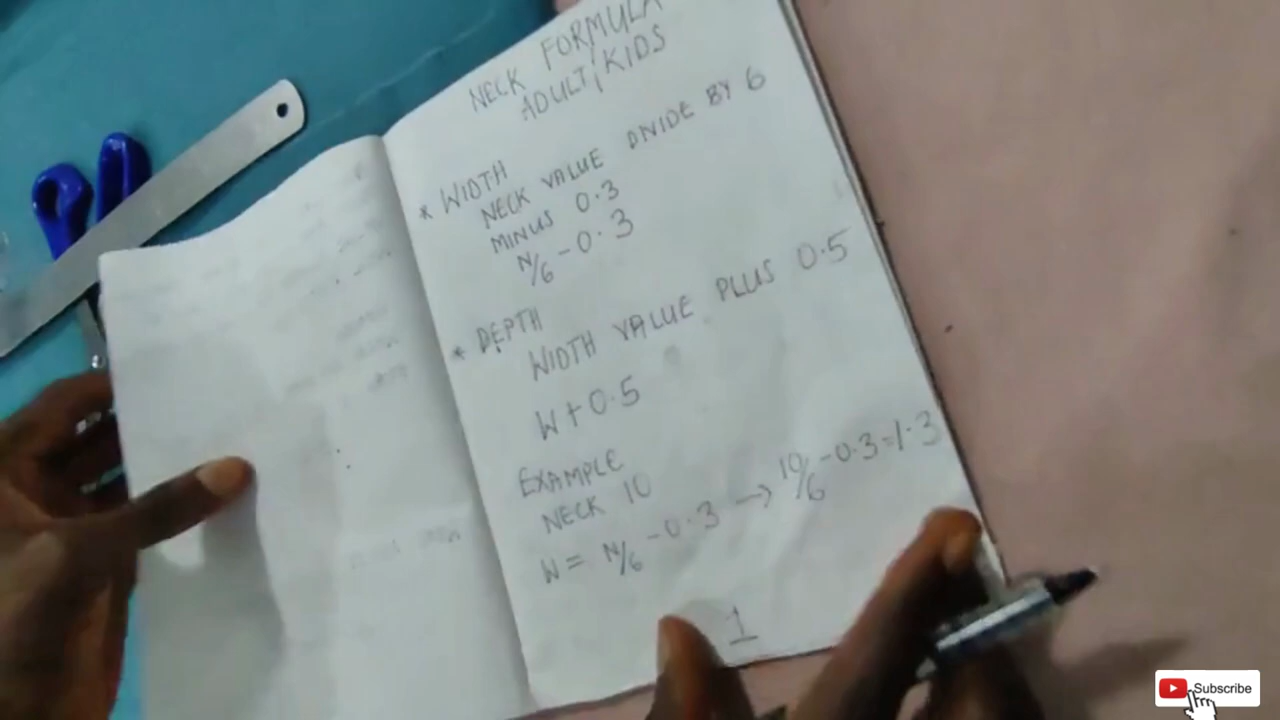 NECK FORMULA
ADULT/KIDS
* WIDTH
NECK VALUE DIVIDE BY 6
MINUS 0.3
N/6 - 0.3
* DEPTH
WIDTH VALUE PLUS 0.5
W + 0.5
EXAMPLE
NECK 10
W = N/6 - 0.3 → 10/6 - 0.3 = 1.3
1
Subscribe